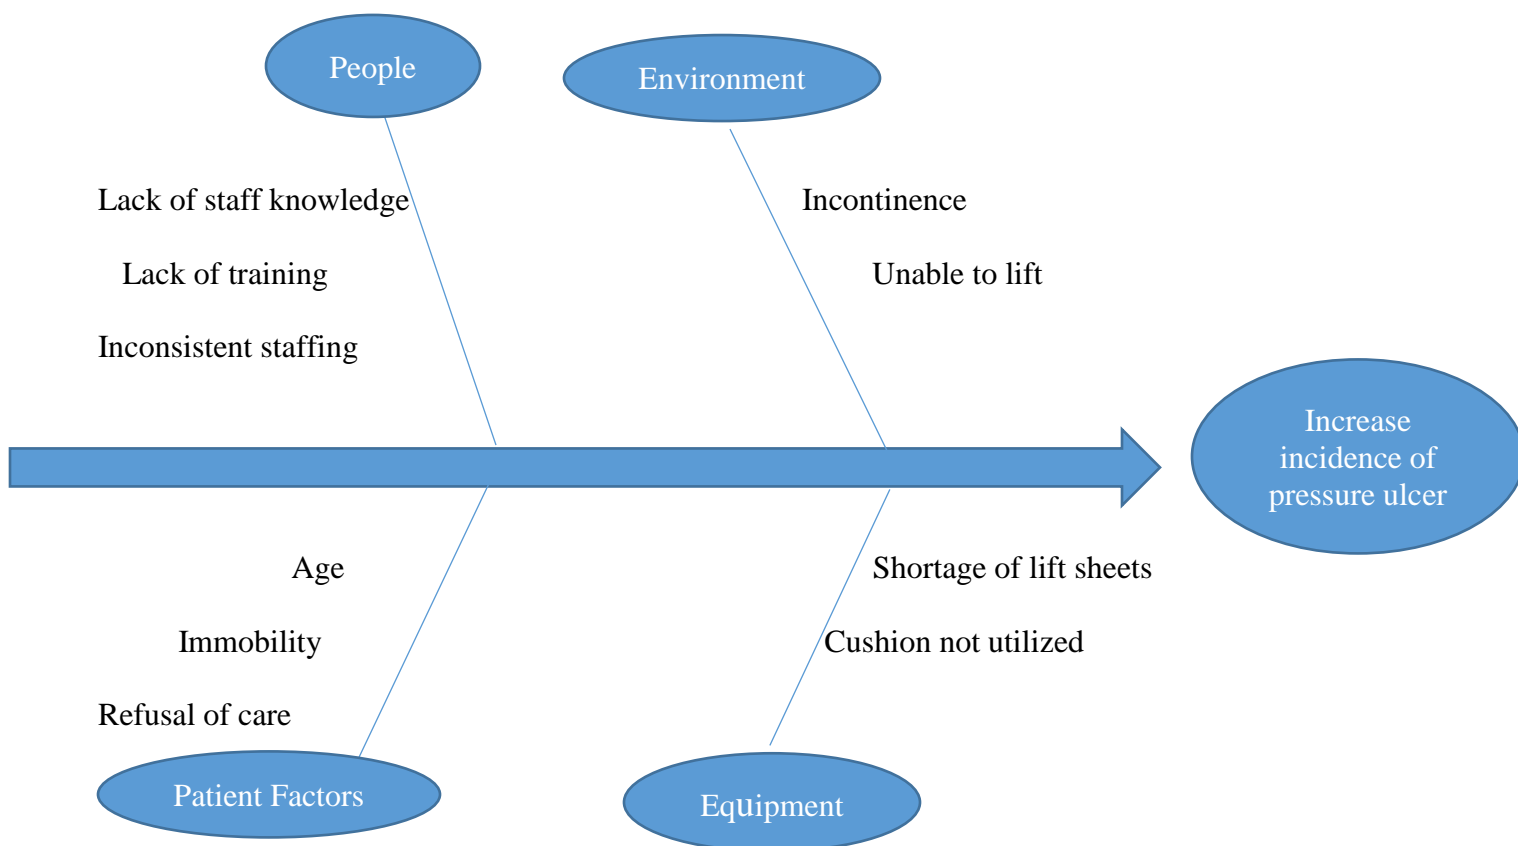 People
Environment
Lack of staff knowledge
Incontinence
Lack of training
Unable to lift
Inconsistent staffing
Increase
incidence of
pressure ulcer
Age
Shortage of lift sheets
Immobility
Cushion not utilized
Refusal of care
Patient Factors
Equipment